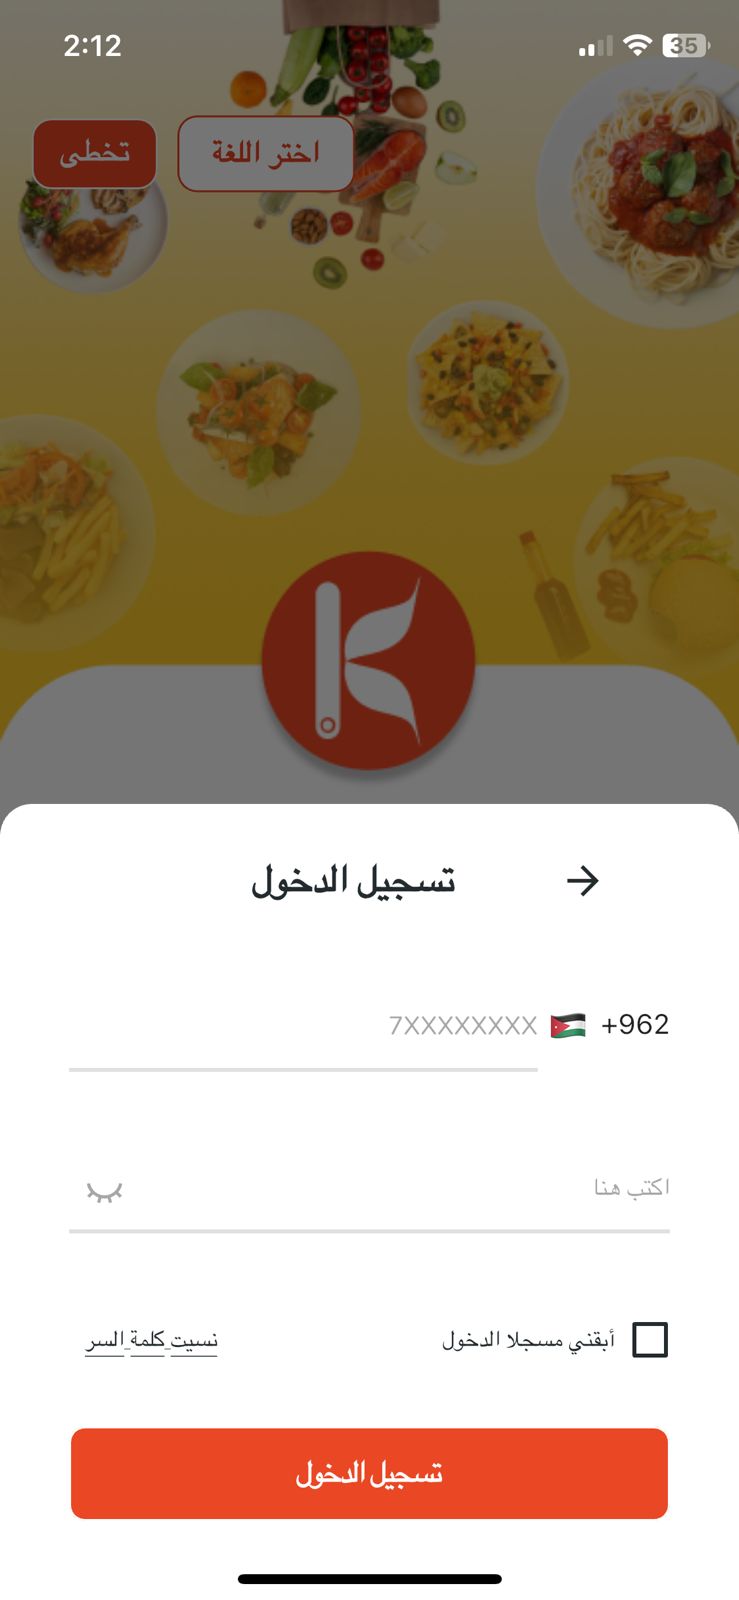 2:12
35
اختر اللغة
تخطى
تسجيل الدخول
+962 7XXXXXXXX
اكتب هنا
أبقني مسجلا الدخول
نسيت كلمة السر
تسجيل الدخول